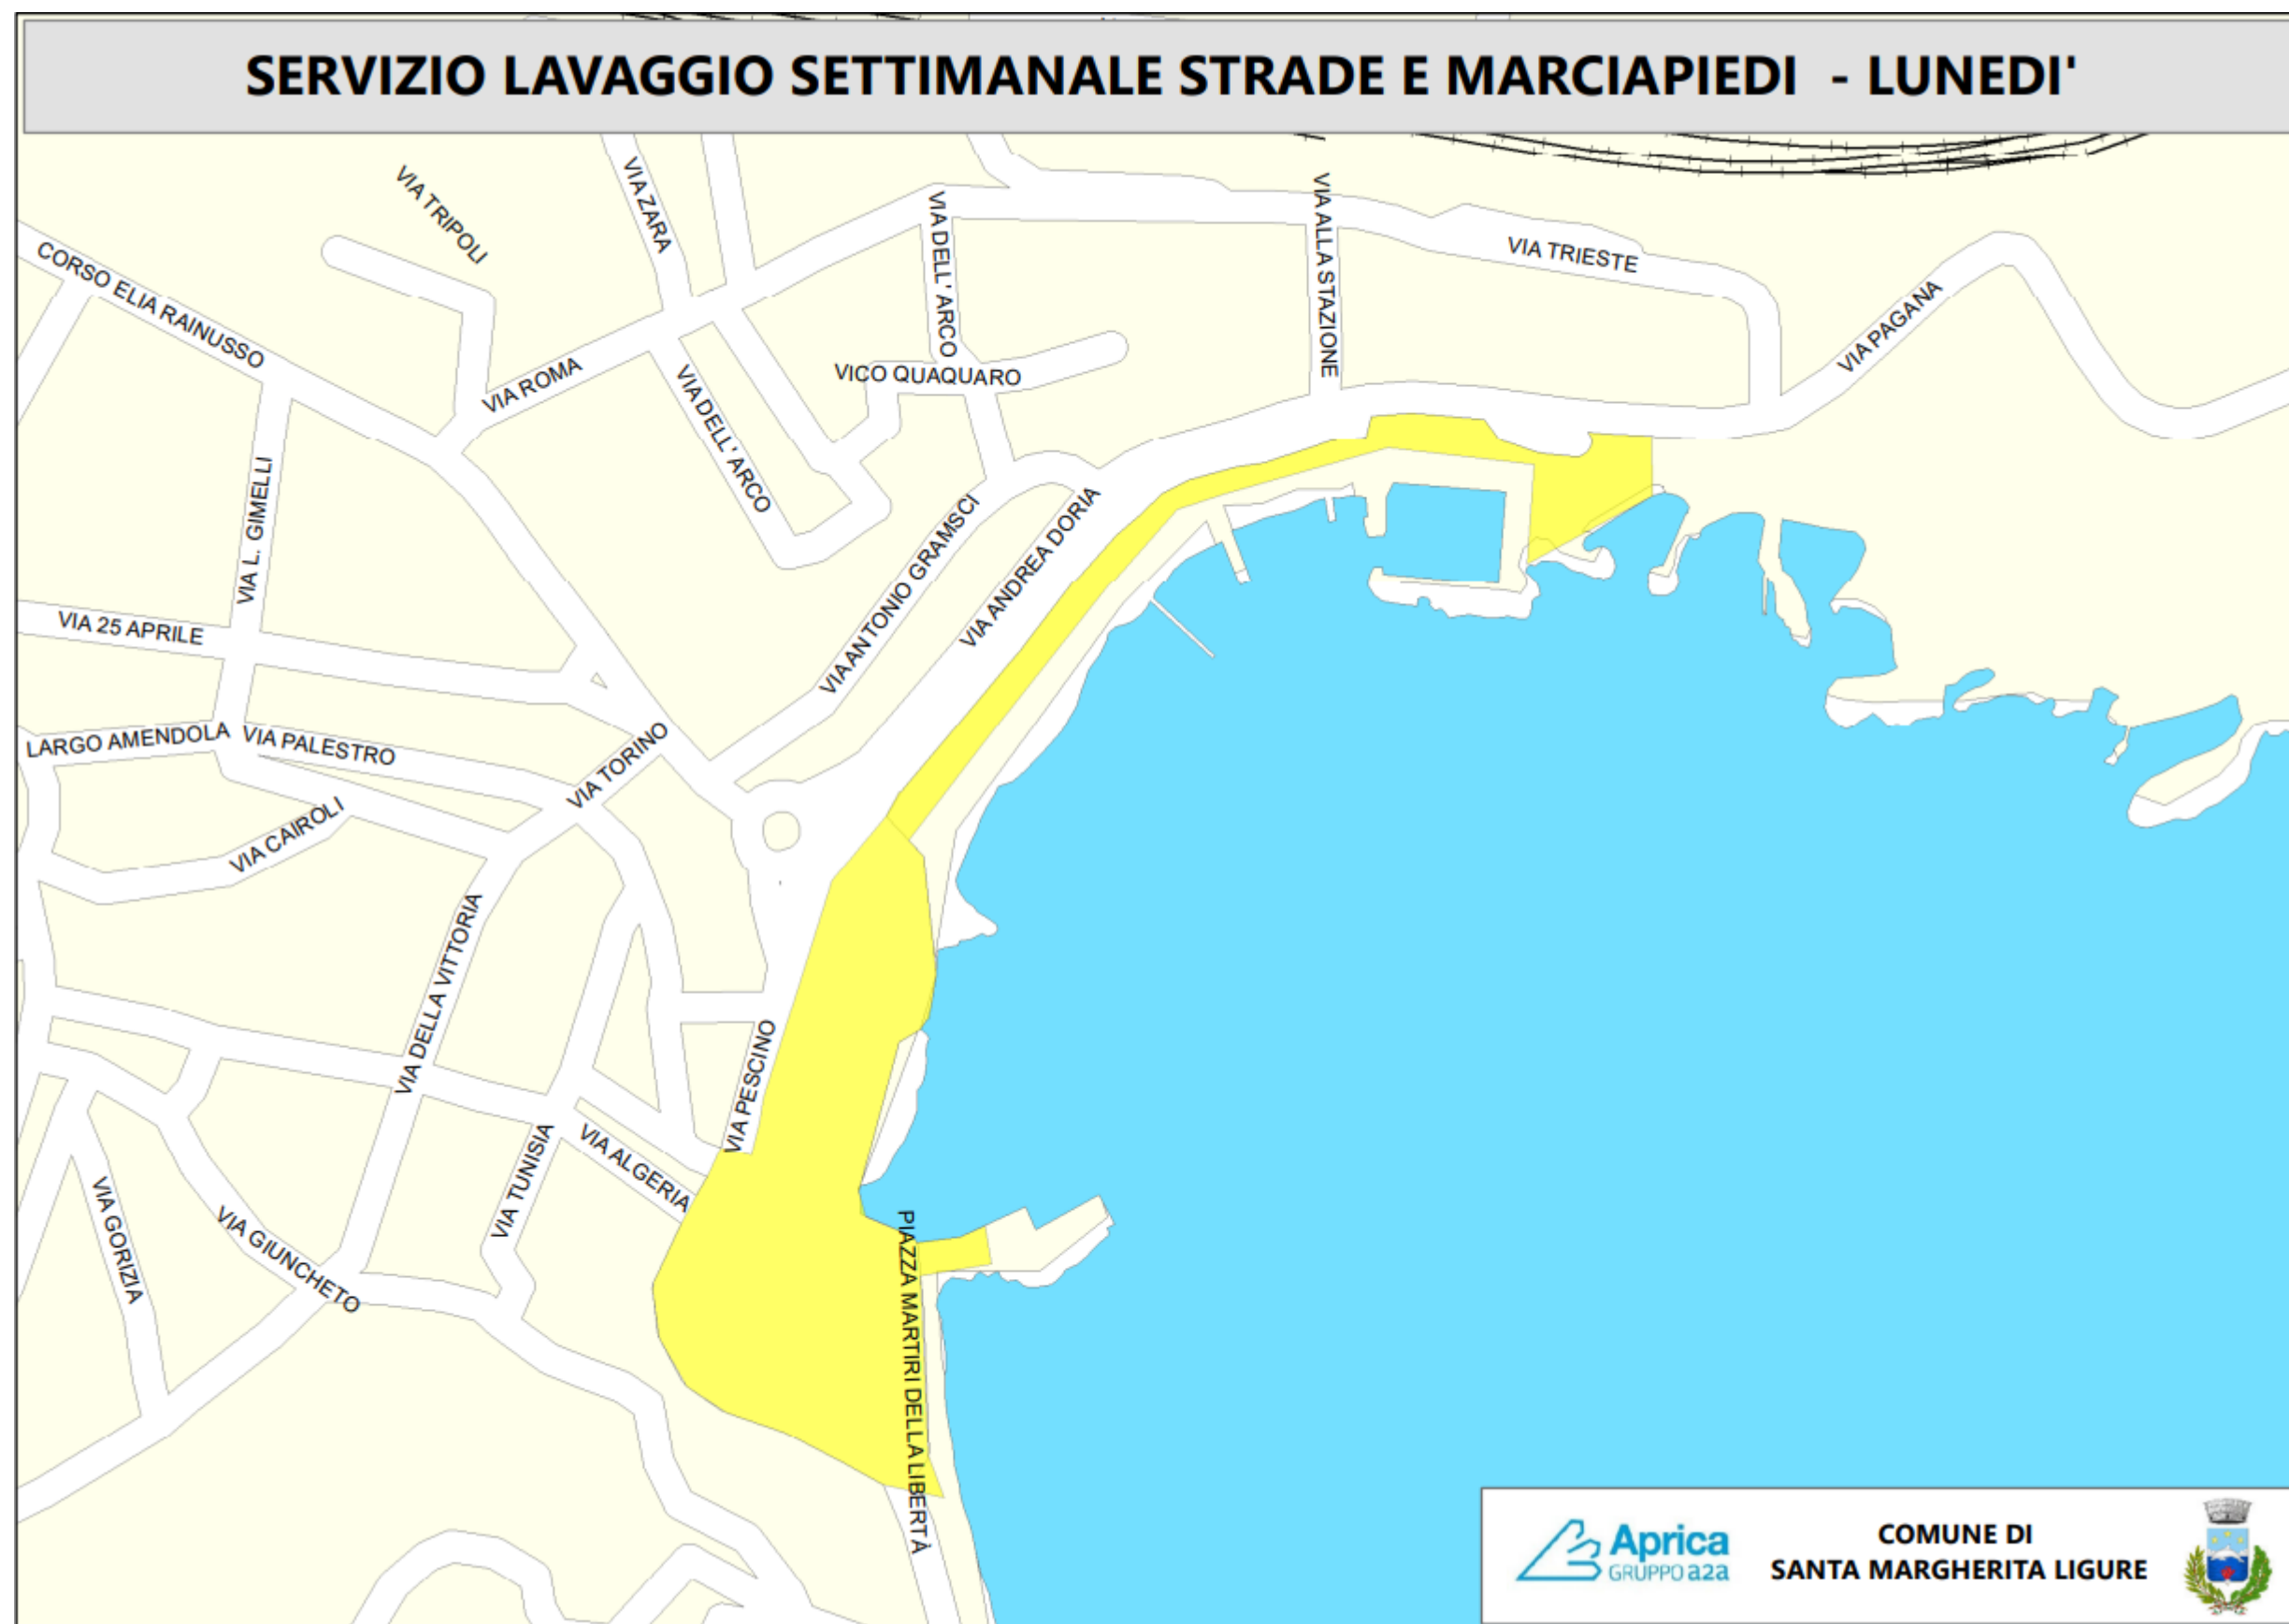 SERVIZIO LAVAGGIO SETTIMANALE STRADE E MARCIAPIEDI - LUNEDI'
VIA TRIPOLI
VIA ZARA
VIA DELL' ARCO
VIA ALLA STAZIONE
VIA TRIESTE
CORSO ELIA RAINUSSO
VIA ROMA
VIA DELL' ARCO
VICO QUAQUARO
VIA PAGANA
VIA L. GIMELLI
VIA ANTONIO GRAMSCI
VIA ANDREA DORIA
VIA 25 APRILE
LARGO AMENDOLA
VIA PALESTRO
VIA TORINO
VIA CAIROLI
VIA DELLA VITTORIA
VIA PESCINO
VIA TUNISIA
VIA ALGERIA
VIA GORIZIA
VIA GIUNCHETO
PIAZZA MARTIRI DELLA LIBERTÀ
Aprica
GRUPPO a2a
COMUNE DI
SANTA MARGHERITA LIGURE